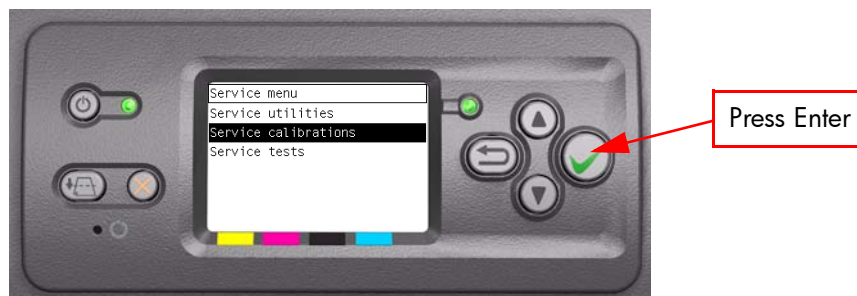 Service menu
Service utilities
Service calibrations
Service tests
Press Enter